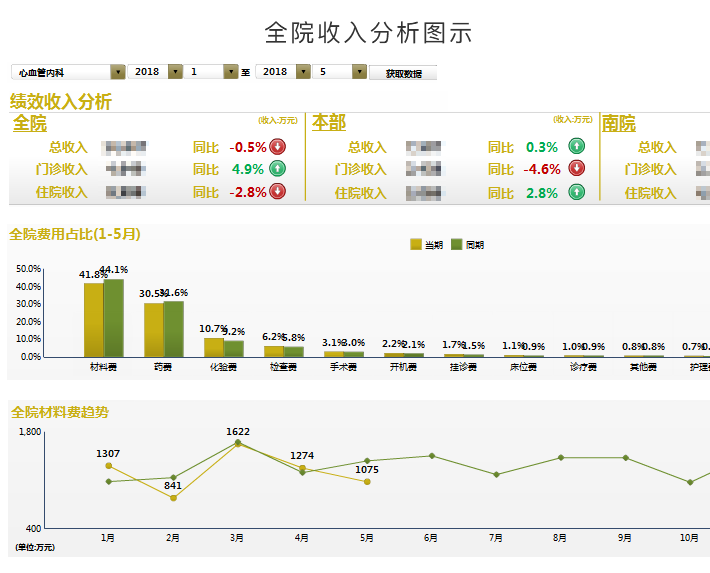 全院收入分析图示
心血管内科 2018 1 至 2018 5 获取数据
绩效收入分析
全院 (收入:万元) 本部 (收入:万元) 南院
总收入 同比 -0.5% 总收入 同比 0.3% 总收入
门诊收入 同比 4.9% 门诊收入 同比 -4.6% 门诊收入
住院收入 同比 -2.8% 住院收入 同比 2.8% 住院收入
全院费用占比(1-5月)
当期 同期
50.0%
40.0%
30.0%
20.0%
10.0%
0.0%
41.8% 44.1% 30.5% 31.6% 10.7% 9.2% 6.2% 5.8% 3.1% 3.0% 2.2% 2.1% 1.7% 1.5% 1.1% 0.9% 1.0% 0.9% 0.8% 0.8% 0.7%
材料费 药费 化验费 检查费 手术费 开机费 挂诊费 床位费 诊疗费 其他费 护理
全院材料费趋势
1,800
400
1307 841 1622 1274 1075
1月 2月 3月 4月 5月 6月 7月 8月 9月 10月
(单位:万元)